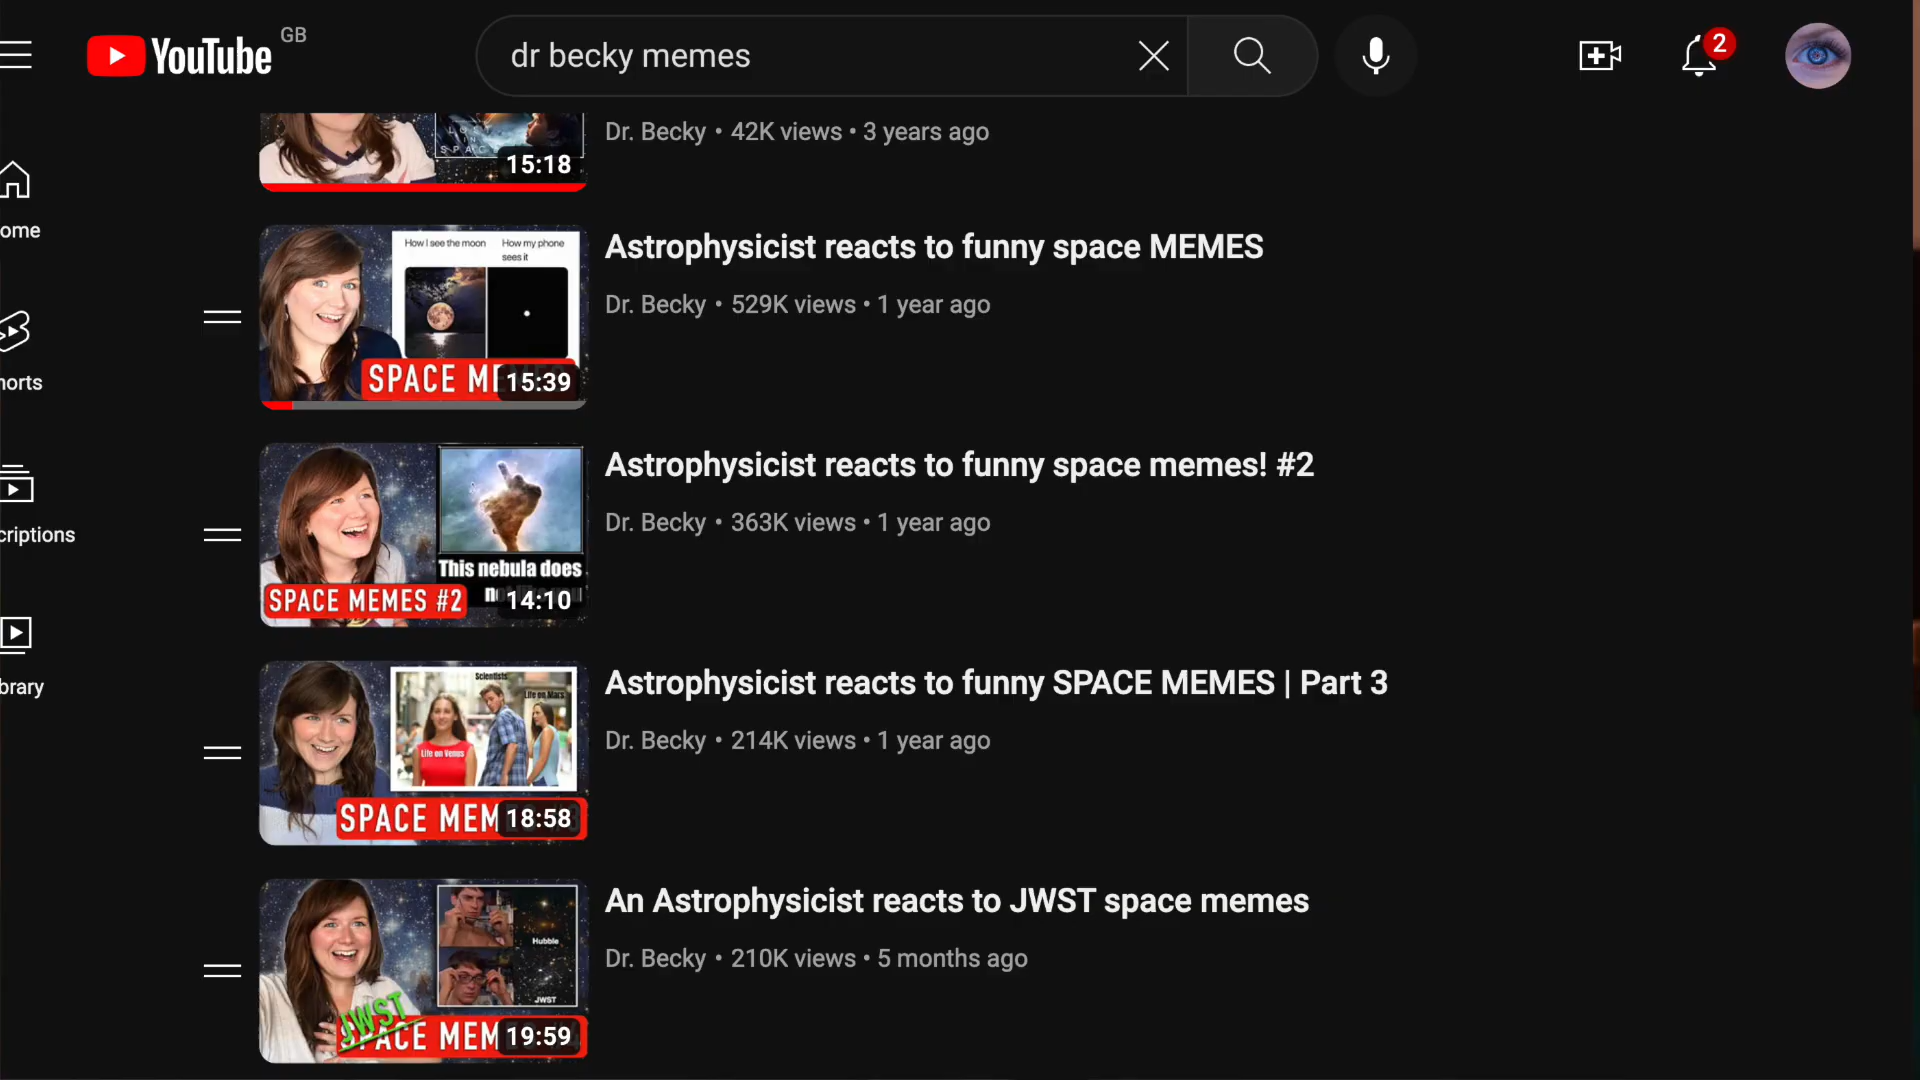 YouTube GB
dr becky memes
2
LOST
IN
SPACE
15:18
Dr. Becky • 42K views • 3 years ago
ome
How I see the moon
How my phone
sees it
SPACE
15:39
Astrophysicist reacts to funny space MEMES
Dr. Becky • 529K views • 1 year ago
horts
This nebula does
SPACE MEMES #2
14:10
Astrophysicist reacts to funny space memes! #2
Dr. Becky • 363K views • 1 year ago
criptions
Scientists
Life on Mars
Life on Venus
SPACE MEM
18:58
Astrophysicist reacts to funny SPACE MEMES | Part 3
Dr. Becky • 214K views • 1 year ago
brary
Hubble
JWST
JWST
SPACE MEM
19:59
An Astrophysicist reacts to JWST space memes
Dr. Becky • 210K views • 5 months ago